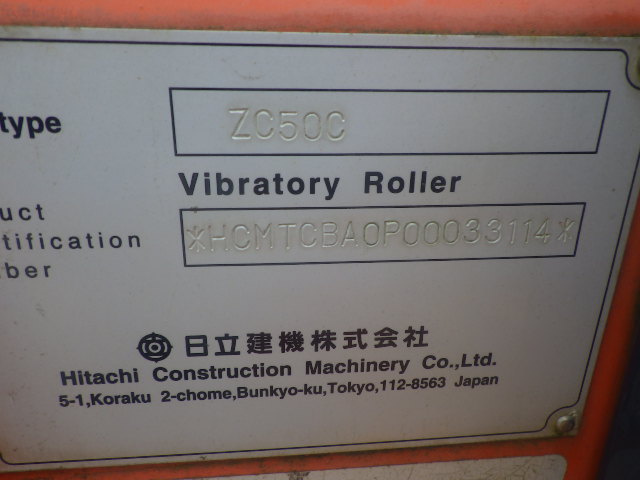 type
ZC50C
Vibratory Roller
uct
tification
ber
*HCMTCBA0P00033114*
日立建機株式会社
Hitachi Construction Machinery Co.,Ltd.
5-1,Koraku 2-chome,Bunkyo-ku,Tokyo,112-8563 Japan